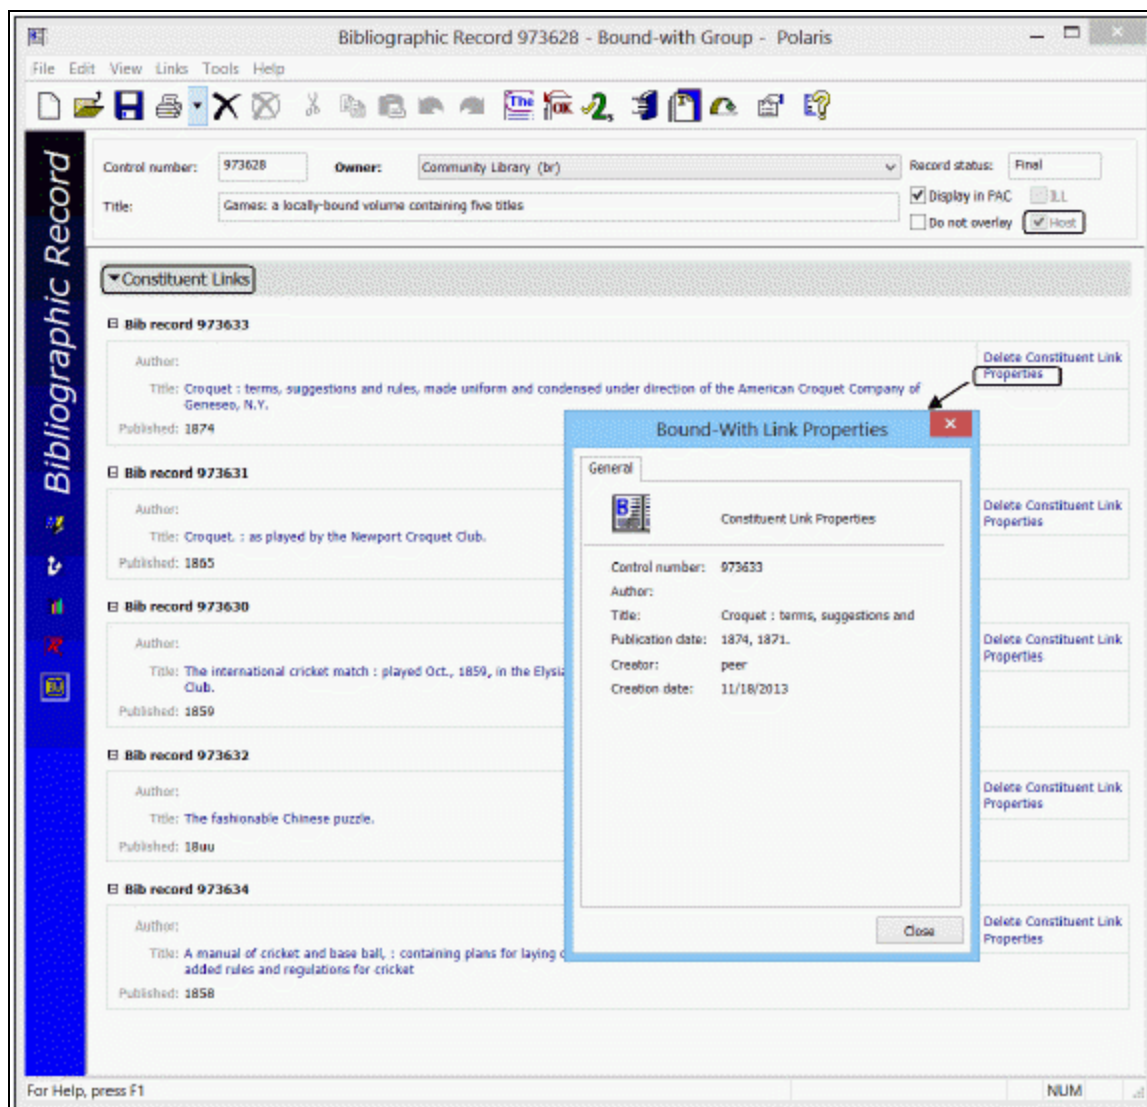 Bibliographic Record 973628 - Bound-with Group - Polaris
File Edit View Links Tools Help
Bibliographic Record
Control number: 973628 Owner: Community Library (br) Record status: Final
Title: Games: a locally-bound volume containing five titles
Display in PAC ILL
Do not overlay Host
Constituent Links
Bib record 973633
Author:
Title: Croquet : terms, suggestions and rules, made uniform and condensed under direction of the American Croquet Company of
Geneseo, N.Y.
Published: 1874
Delete Constituent Link
Properties
Bib record 973631
Author:
Title: Croquet. : as played by the Newport Croquet Club.
Published: 1865
Delete Constituent Link
Properties
Bib record 973630
Author:
Title: The international cricket match : played Oct., 1859, in the Elysia
Club.
Published: 1859
Delete Constituent Link
Properties
Bib record 973632
Author:
Title: The fashionable Chinese puzzle.
Published: 18uu
Delete Constituent Link
Properties
Bib record 973634
Author:
Title: A manual of cricket and base ball, : containing plans for laying
added rules and regulations for cricket
Published: 1858
Delete Constituent Link
Properties
Bound-With Link Properties
General
Constituent Link Properties
Control number: 973633
Author:
Title: Croquet : terms, suggestions and
Publication date: 1874, 1871.
Creator: peer
Creation date: 11/18/2013
Close
For Help, press F1 NUM